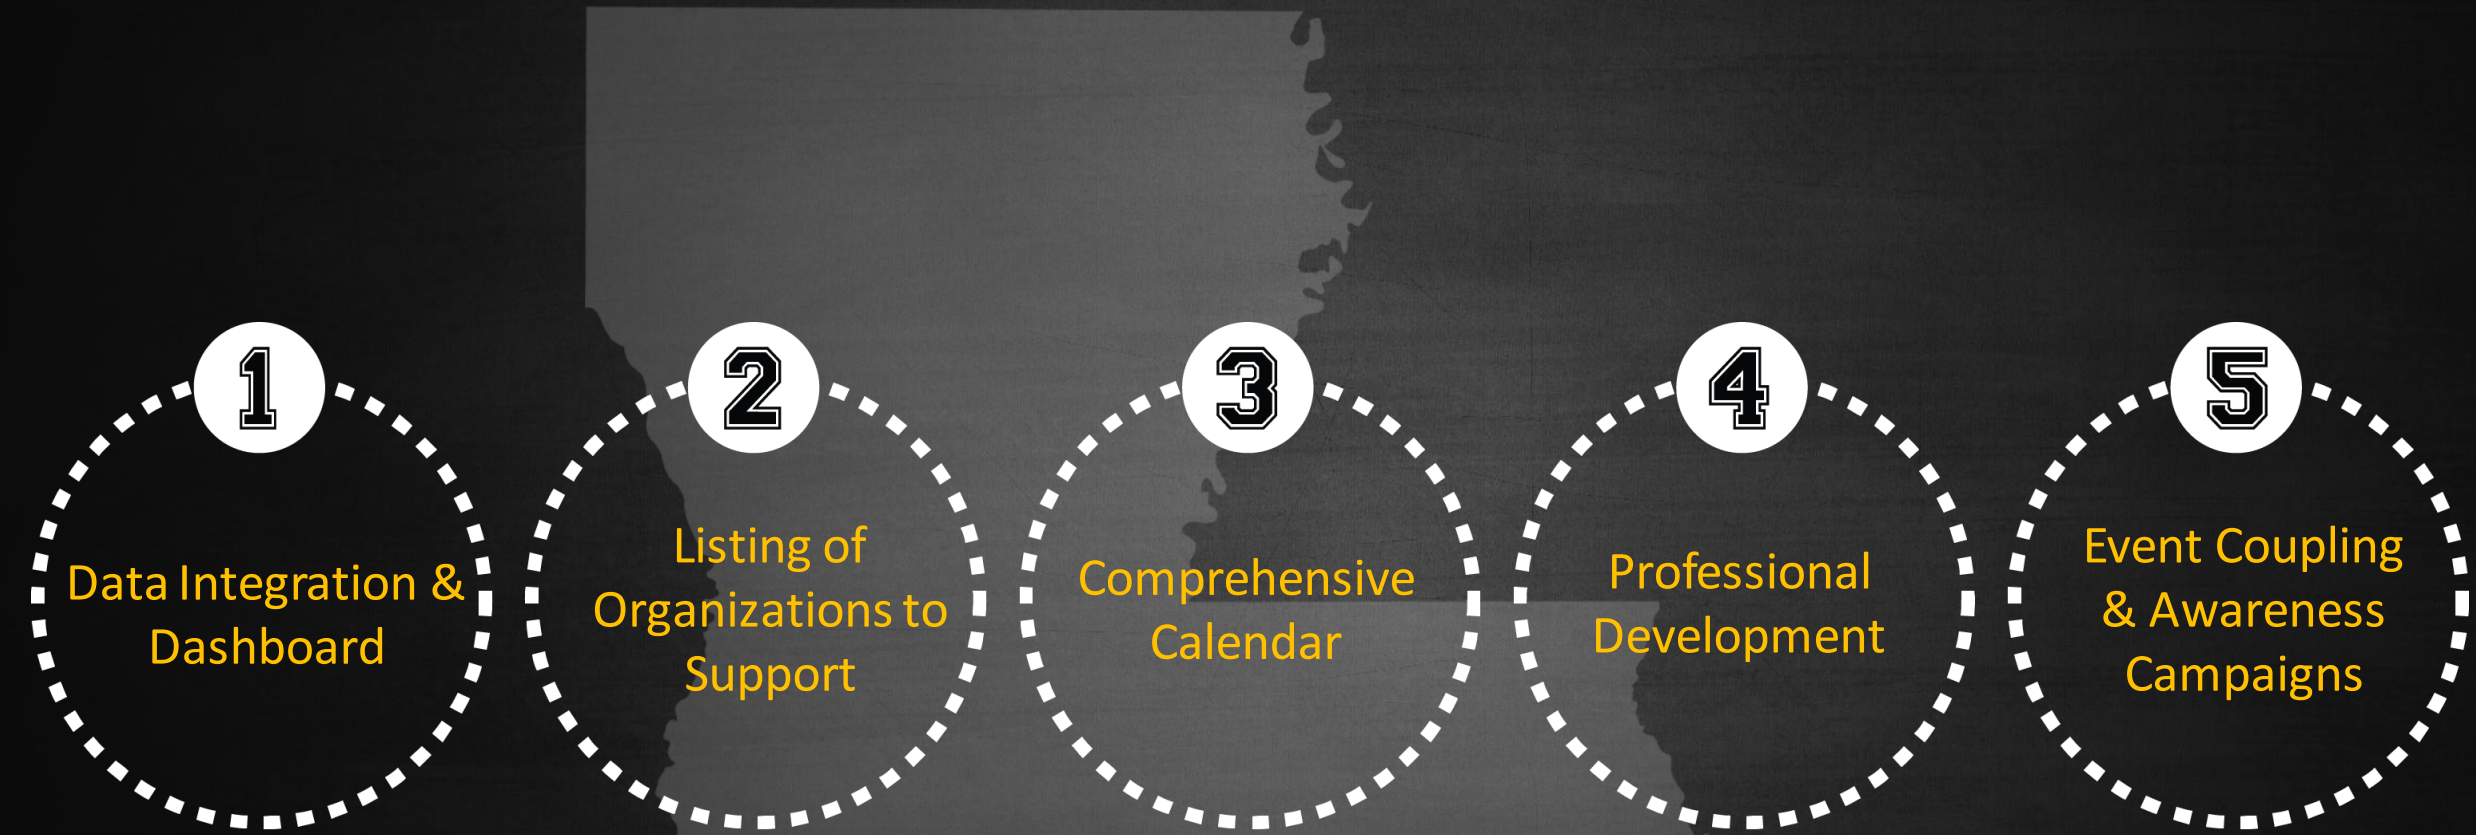 1
Data Integration &
Dashboard
2
Listing of
Organizations to
Support
3
Comprehensive
Calendar
4
Professional
Development
5
Event Coupling
& Awareness
Campaigns